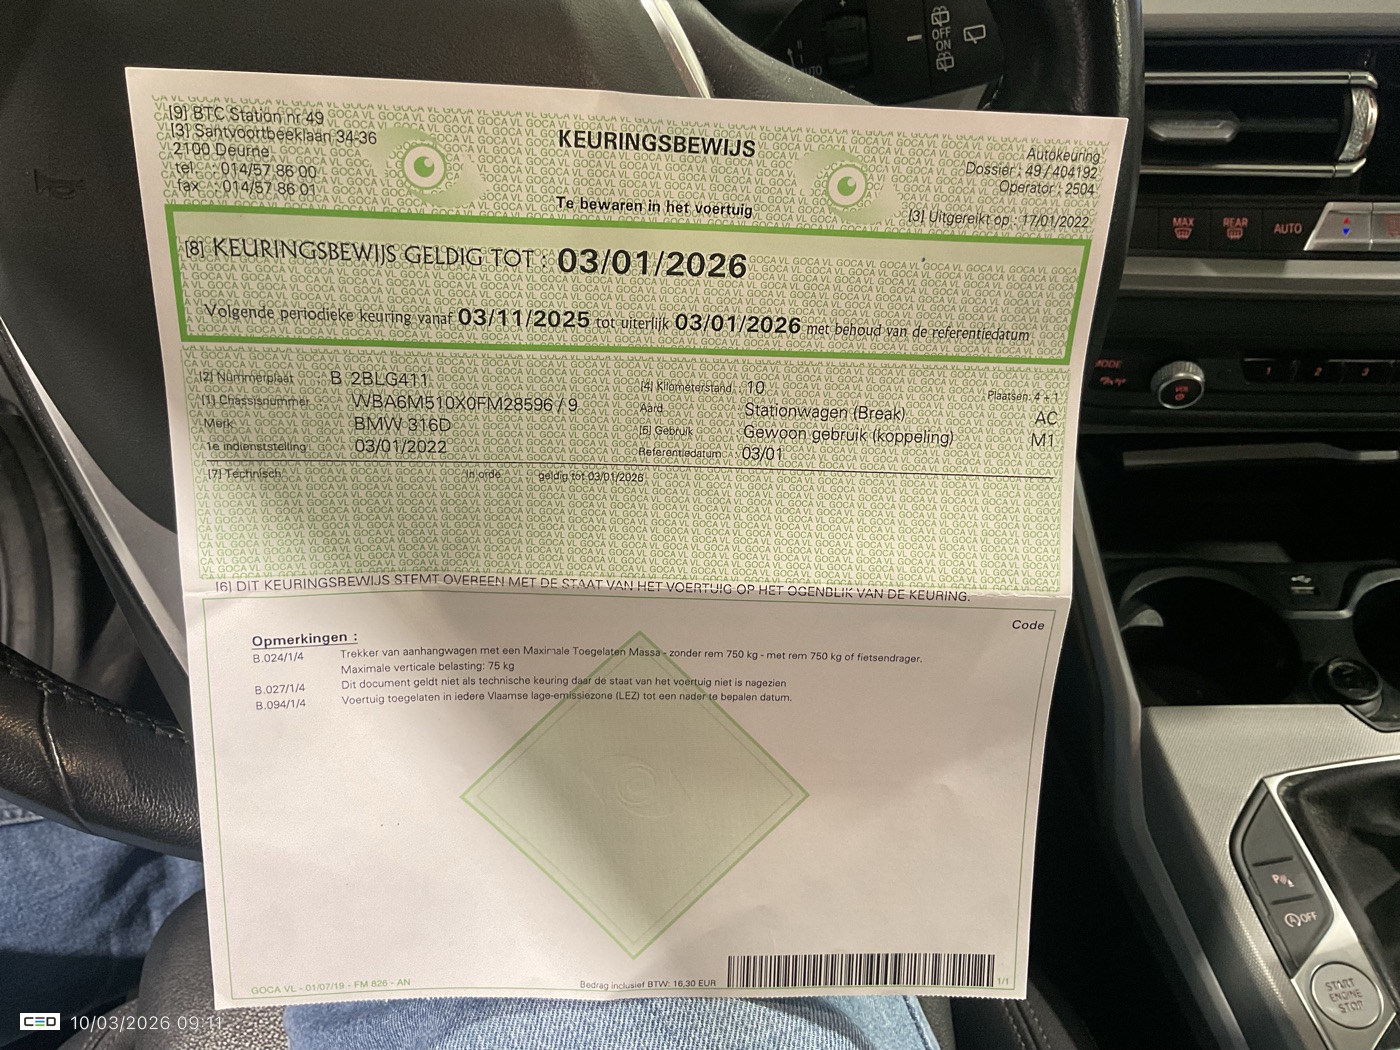 [9] BTC Station nr 49
[3] Santvoortbeeklaan 34-36
2100 Deurne
tel. : 014/57 86 00
fax. : 014/57 86 01
KEURINGSBEWIJS
Te bewaren in het voertuig
Autokeuring
Dossier : 49 / 404192
Operator : 2504
[3] Uitgereikt op : 17/01/2022
[8] KEURINGSBEWIJS GELDIG TOT : 03/01/2026
Volgende periodieke keuring vanaf 03/11/2025 tot uiterlijk 03/01/2026 met behoud van de referentiedatum
[2] Nummerplaat : B 2BLG411
[1] Chassisnummer WBA6M510X0FM28596 / 9
Merk BMW 316D
1e indienststelling 03/01/2022
[4] Kilometerstand : 10 Plaatsen: 4 + 1
Aard : Stationwagen (Break) AC
[5] Gebruik : Gewoon gebruik (koppeling) M1
Referentiedatum : 03/01
[7] Technisch In orde geldig tot 03/01/2026
[6] DIT KEURINGSBEWIJS STEMT OVEREEN MET DE STAAT VAN HET VOERTUIG OP HET OGENBLIK VAN DE KEURING.
Code
Opmerkingen :
B.024/1/4 Trekker van aanhangwagen met een Maximale Toegelaten Massa - zonder rem 750 kg - met rem 750 kg of fietsendrager.
Maximale verticale belasting: 75 kg
B.027/1/4 Dit document geldt niet als technische keuring daar de staat van het voertuig niet is nagezien
B.094/1/4 Voertuig toegelaten in iedere Vlaamse lage-emissiezone (LEZ) tot een nader te bepalen datum.
GOCA VL - 01/07/19 - FM 826 - AN
Bedrag inclusief BTW: 16,30 EUR
1/1
OFF
ON
AUTO
MAX
REAR
AUTO
MODE
VOL
1 2 3
P
OFF
START
ENGINE
STOP
CED 10/03/2026 09:11